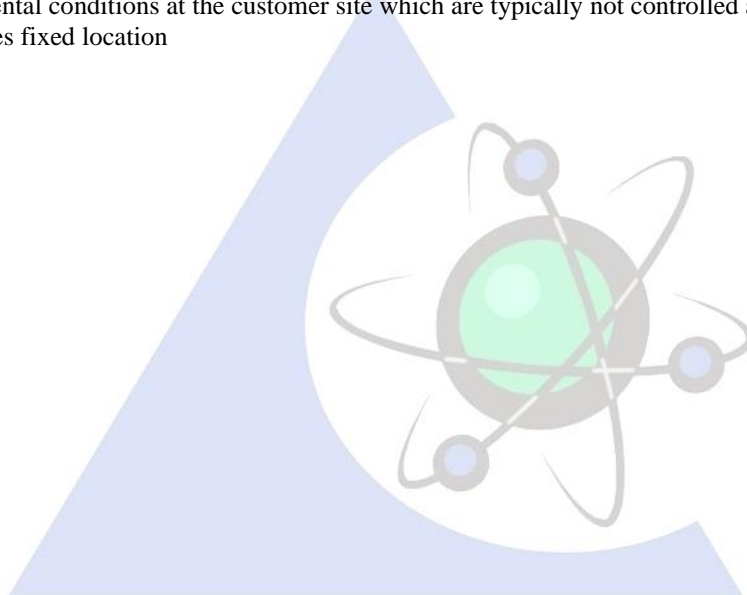 ental conditions at the customer site which are typically not controlled
es fixed location